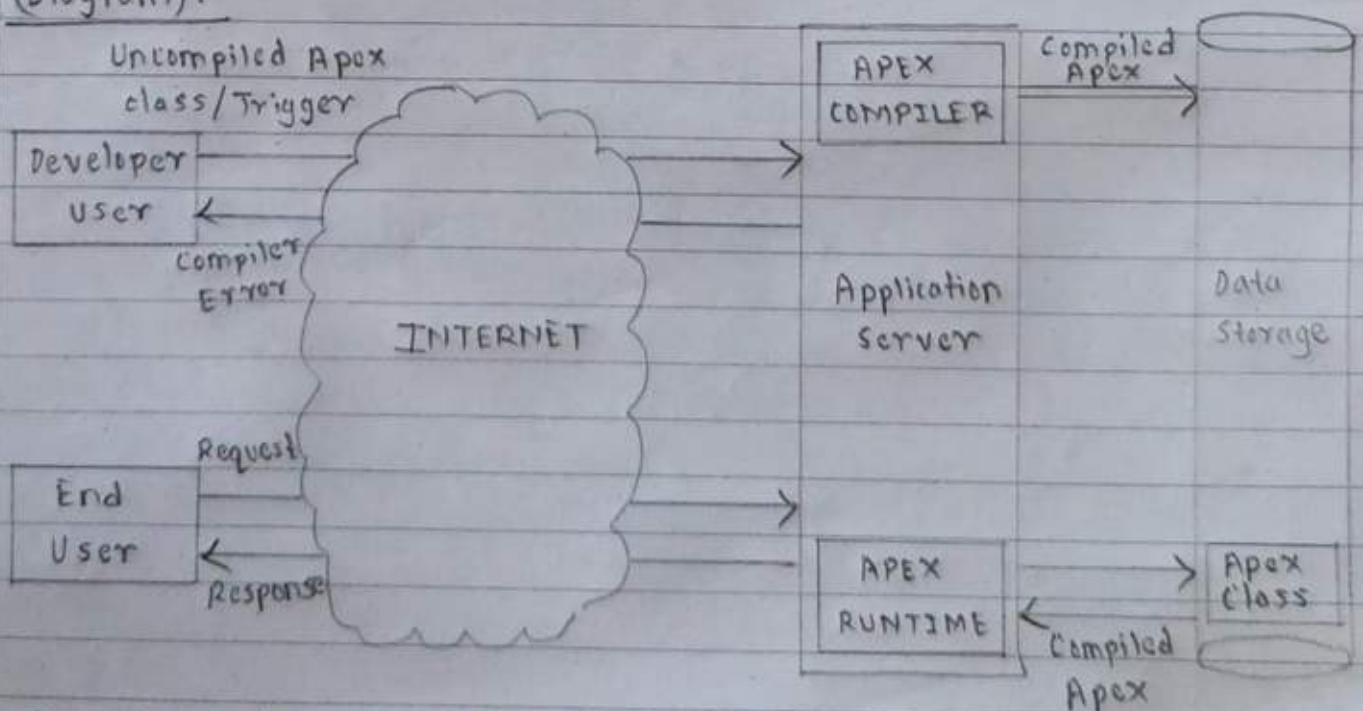 (Diagram):
Uncompiled Apex
class/Trigger
Developer
User
Compiler
Error
INTERNET
Request
End
User
Response
APEX
COMPILER
Compiled
Apex
Application
Server
Data
Storage
APEX
RUNTIME
Apex
Class
Compiled
Apex